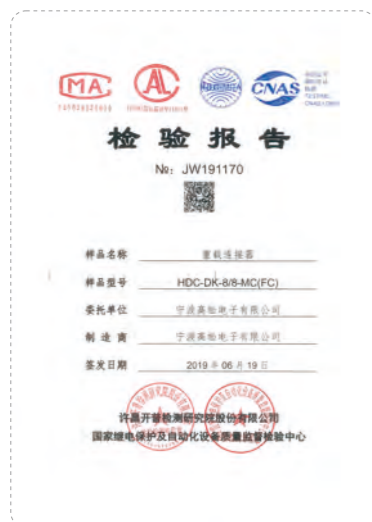 MA
AL
CNAS
检验报告
№: JW191170
样品名称 重载连接器
样品型号 HDC-DK-8/8-MC(FC)
委托单位 宁波高松电子有限公司
制造商 宁波高松电子有限公司
签发日期 2019年06月19日
许昌开普检测研究院股份有限公司
国家继电保护及自动化设备质量监督检验中心